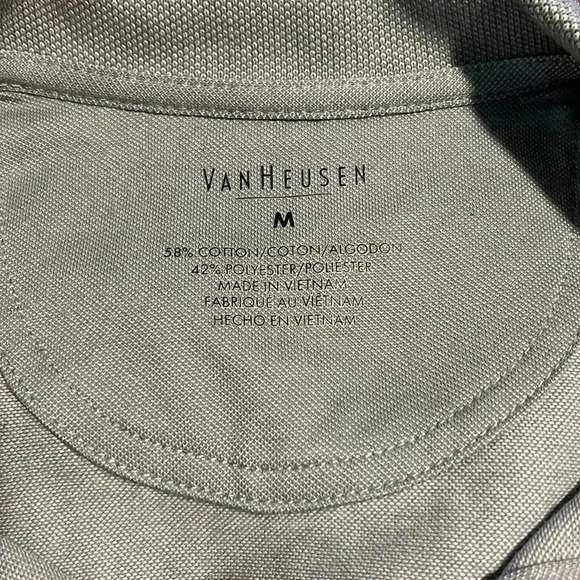 VANHEUSEN
M
58% COTTON/COTON/ALGODON
42% POLYESTER/POLIESTER
MADE IN VIETNAM
FABRIQUE AU VIETNAM
HECHO EN VIETNAM